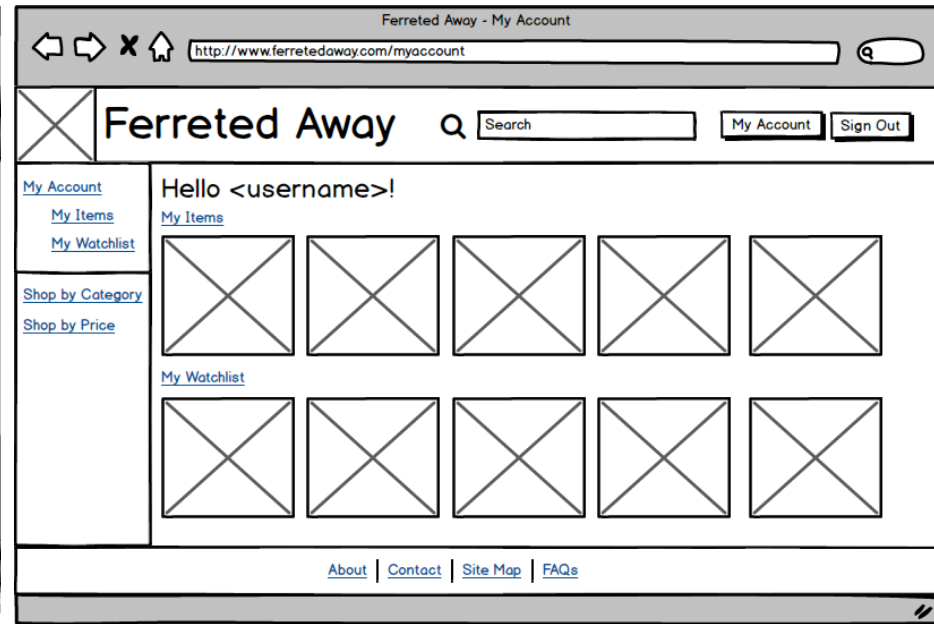 Ferreted Away - My Account
http://www.ferretedaway.com/myaccount
Ferreted Away
Search
My Account
Sign Out
My Account
My Items
My Watchlist
Shop by Category
Shop by Price
Hello <username>!
My Items
My Watchlist
About | Contact | Site Map | FAQs